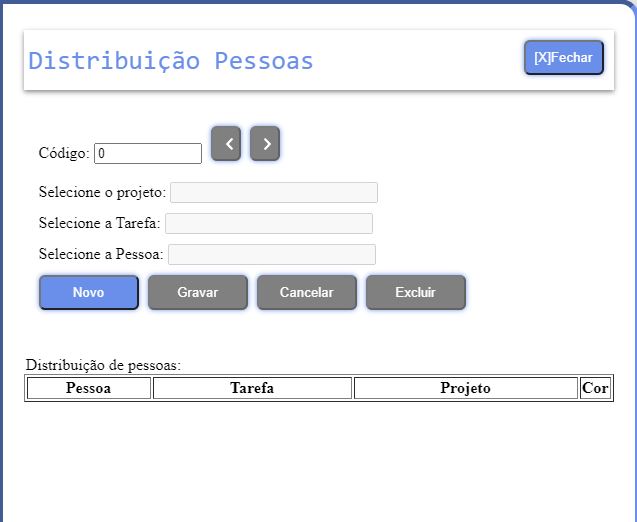 Distribuição Pessoas
[X]Fechar
Código: 0 < >
Selecione o projeto:
Selecione a Tarefa:
Selecione a Pessoa:
Novo Gravar Cancelar Excluir
Distribuição de pessoas:
Pessoa Tarefa Projeto Cor